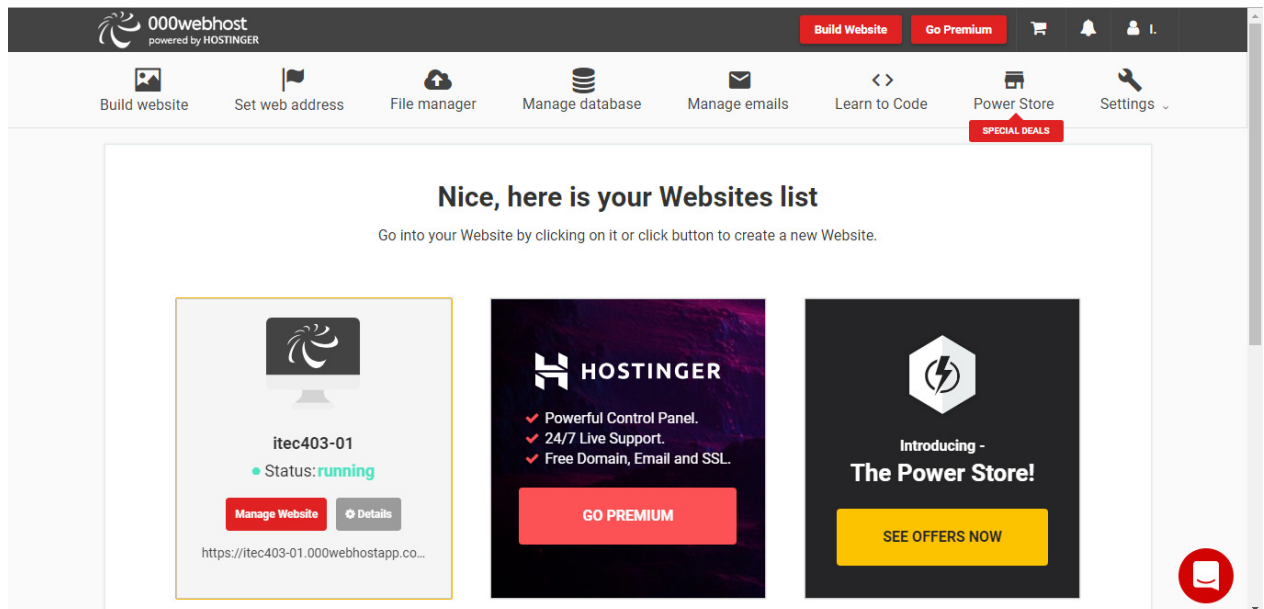 000webhost
powered by HOSTINGER
Build Website
Go Premium
I.
Build website
Set web address
File manager
Manage database
Manage emails
Learn to Code
Power Store
Settings
SPECIAL DEALS
Nice, here is your Websites list
Go into your Website by clicking on it or click button to create a new Website.
itec403-01
Status:running
Manage Website
Details
https://itec403-01.000webhostapp.co...
HOSTINGER
Powerful Control Panel.
24/7 Live Support.
Free Domain, Email and SSL.
GO PREMIUM
Introducing -
The Power Store!
SEE OFFERS NOW